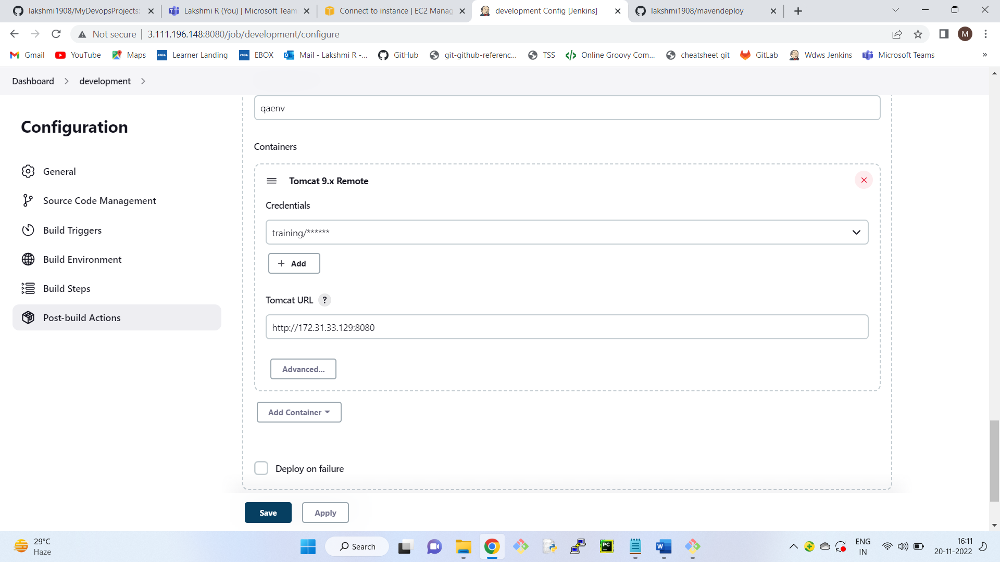 lakshmi1908/MyDevopsProjects:
Lakshmi R (You) | Microsoft Team
Connect to instance | EC2 Manag
development Config [Jenkins]
lakshmi1908/mavendeploy
Not secure
3.111.196.148:8080/job/development/configure
M
Gmail
YouTube
Maps
HCL
Learner Landing
HCL
EBOX
Mail - Lakshmi R -...
GitHub
git-github-referenc...
TSS
Online Groovy Com...
cheatsheet git
GitLab
Wdws Jenkins
Microsoft Teams
»
Dashboard
development
qaenv
Configuration
Containers
General
Tomcat 9.x Remote
Source Code Management
Credentials
Build Triggers
training/******
Build Environment
+ Add
Build Steps
Tomcat URL ?
Post-build Actions
http://172.31.33.129:8080
Advanced...
Add Container
Deploy on failure
Save
Apply
29°C
Haze
Search
PC
W
ENG
IN
16:11
20-11-2022